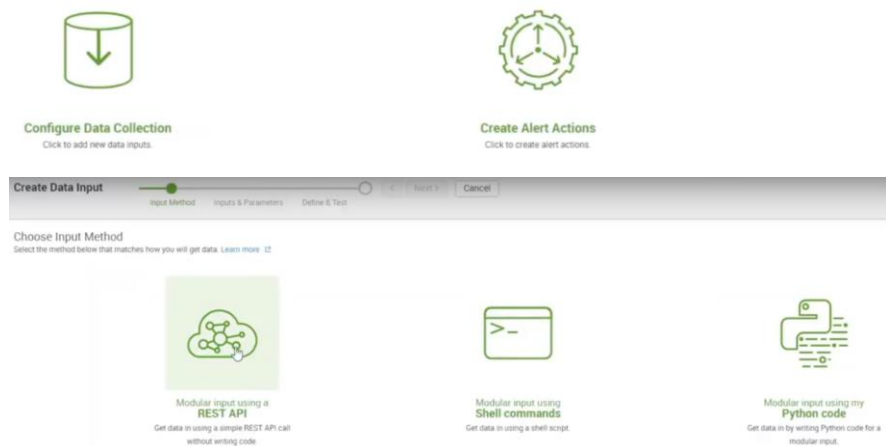 Configure Data Collection
Click to add new data inputs.
Create Alert Actions
Click to create alert actions.
Create Data Input
Next >
Cancel
Input Method
Inputs & Parameters
Define & Test
Choose Input Method
Select the method below that matches how you will get data. Learn more
>_
Modular input using a
REST API
Get data in using a simple REST API call
without writing code.
Modular input using
Shell commands
Get data in using a shell script.
Modular input using my
Python code
Get data in by writing Python code for a
modular input.